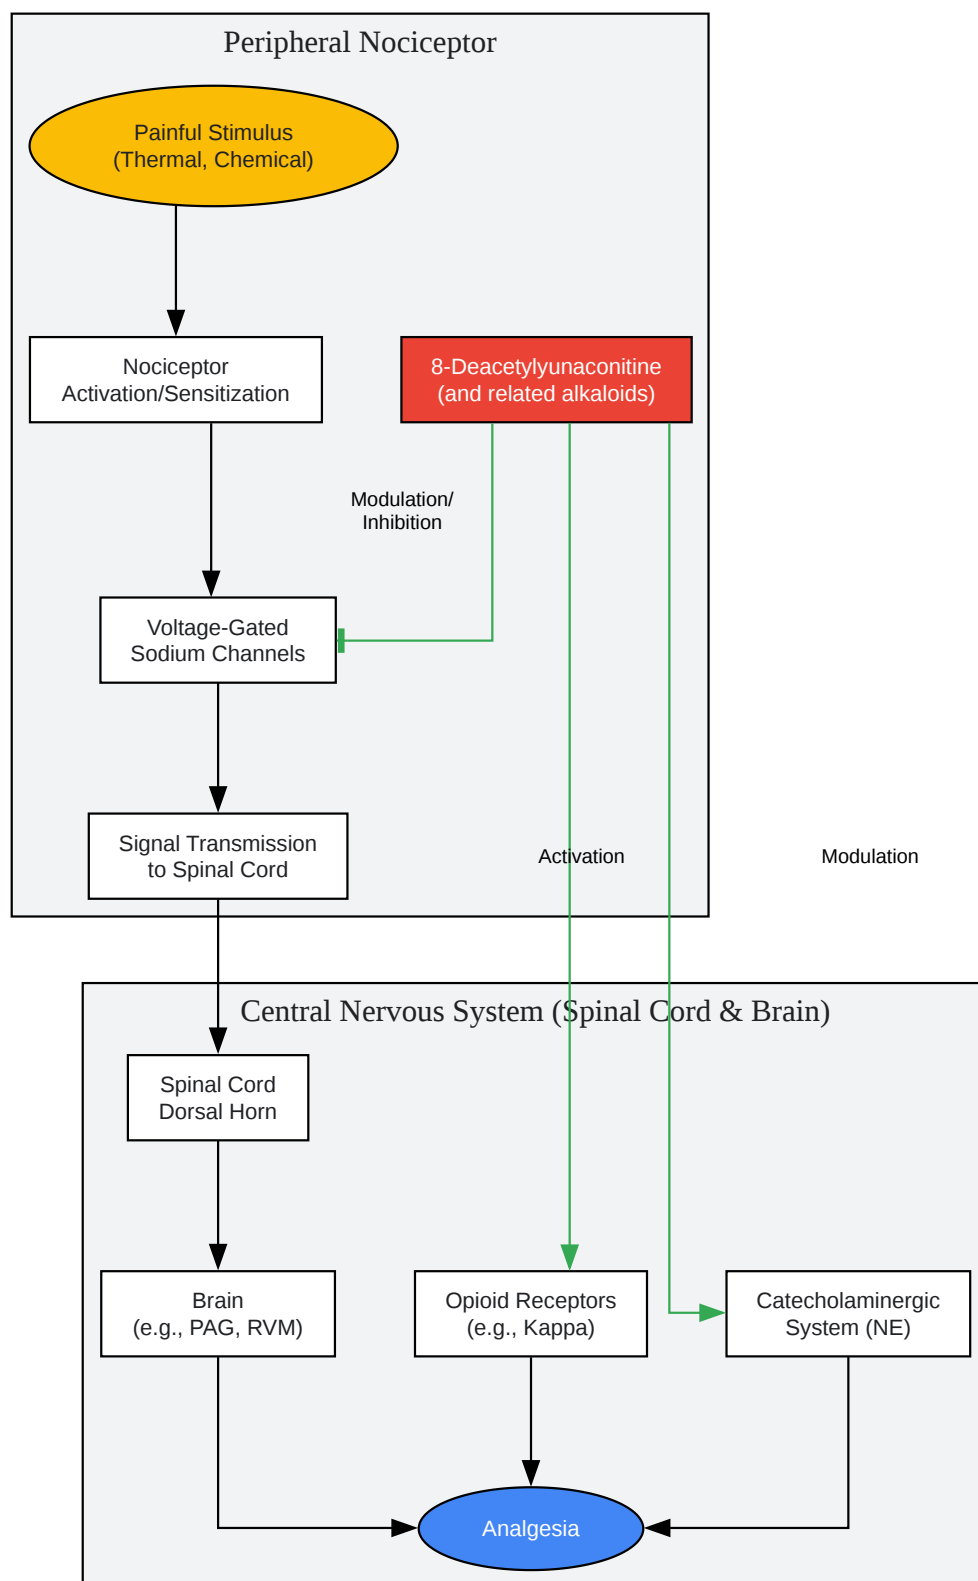 Peripheral Nociceptor
Painful Stimulus
(Thermal, Chemical)
Nociceptor
Activation/Sensitization
8-Deacetylyunaconitine
(and related alkaloids)
Modulation/
Inhibition
Voltage-Gated
Sodium Channels
Signal Transmission
to Spinal Cord
Activation
Modulation
Central Nervous System (Spinal Cord & Brain)
Spinal Cord
Dorsal Horn
Brain
(e.g., PAG, RVM)
Opioid Receptors
(e.g., Kappa)
Catecholaminergic
System (NE)
Analgesia